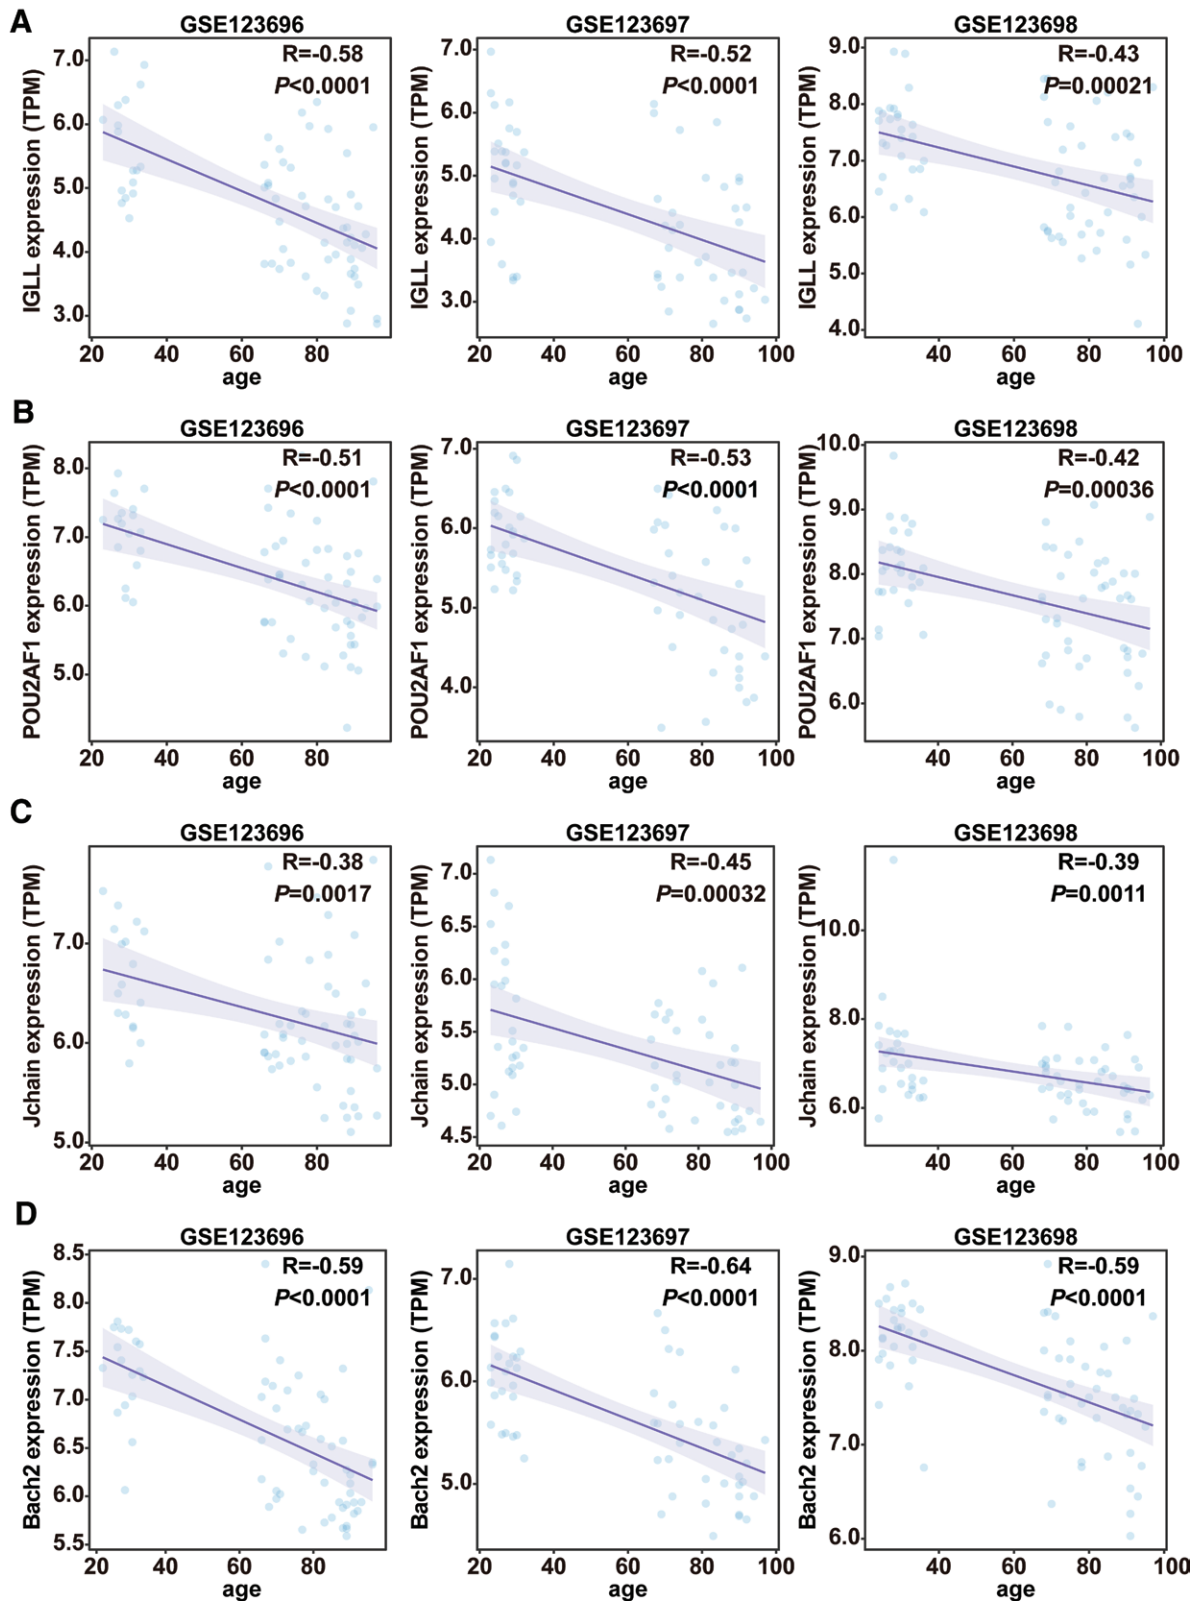 A
GSE123696
GSE123697
GSE123698
IGLL expression (TPM)
7.0
6.0
5.0
4.0
3.0
R=-0.58
P<0.0001
20
40
60
80
age
IGLL expression (TPM)
7.0
6.0
5.0
4.0
3.0
R=-0.52
P<0.0001
20
40
60
80
100
age
IGLL expression (TPM)
9.0
8.0
7.0
6.0
5.0
4.0
R=-0.43
P=0.00021
40
60
80
100
age
B
GSE123696
GSE123697
GSE123698
POU2AF1 expression (TPM)
8.0
7.0
6.0
5.0
R=-0.51
P<0.0001
20
40
60
80
age
POU2AF1 expression (TPM)
7.0
6.0
5.0
4.0
R=-0.53
P<0.0001
20
40
60
80
100
age
POU2AF1 expression (TPM)
10.0
9.0
8.0
7.0
6.0
R=-0.42
P=0.00036
40
60
80
100
age
C
GSE123696
GSE123697
GSE123698
Jchain expression (TPM)
7.0
6.0
5.0
R=-0.38
P=0.0017
20
40
60
80
age
Jchain expression (TPM)
7.0
6.5
6.0
5.5
5.0
4.5
R=-0.45
P=0.00032
20
40
60
80
100
age
Jchain expression (TPM)
10.0
8.0
6.0
R=-0.39
P=0.0011
40
60
80
100
age
D
GSE123696
GSE123697
GSE123698
Bach2 expression (TPM)
8.5
8.0
7.5
7.0
6.5
6.0
5.5
R=-0.59
P<0.0001
20
40
60
80
age
Bach2 expression (TPM)
7.0
6.0
5.0
R=-0.64
P<0.0001
20
40
60
80
100
age
Bach2 expression (TPM)
9.0
8.0
7.0
6.0
R=-0.59
P<0.0001
40
60
80
100
age